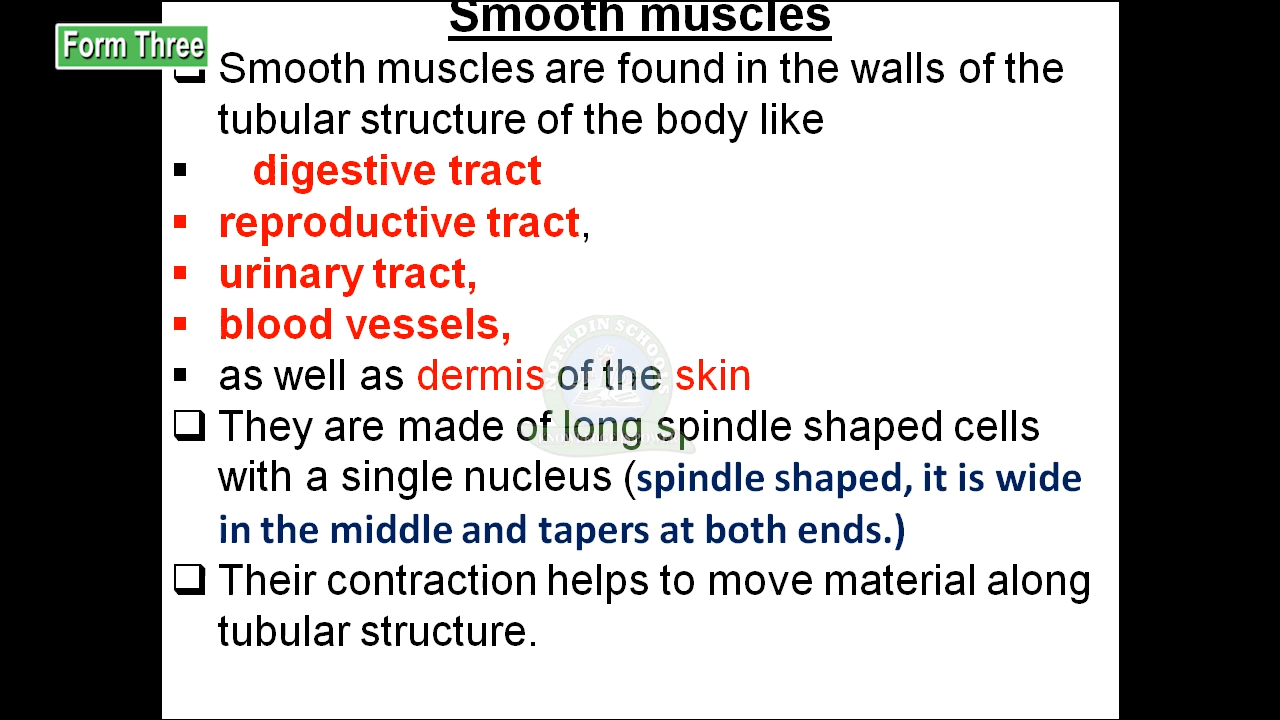 Smooth muscles
Form Three
Smooth muscles are found in the walls of the
tubular structure of the body like
digestive tract
reproductive tract,
urinary tract,
blood vessels,
as well as dermis of the skin
They are made of long spindle shaped cells
with a single nucleus (spindle shaped, it is wide
in the middle and tapers at both ends.)
Their contraction helps to move material along
tubular structure.
NORADIN SCHOOLS